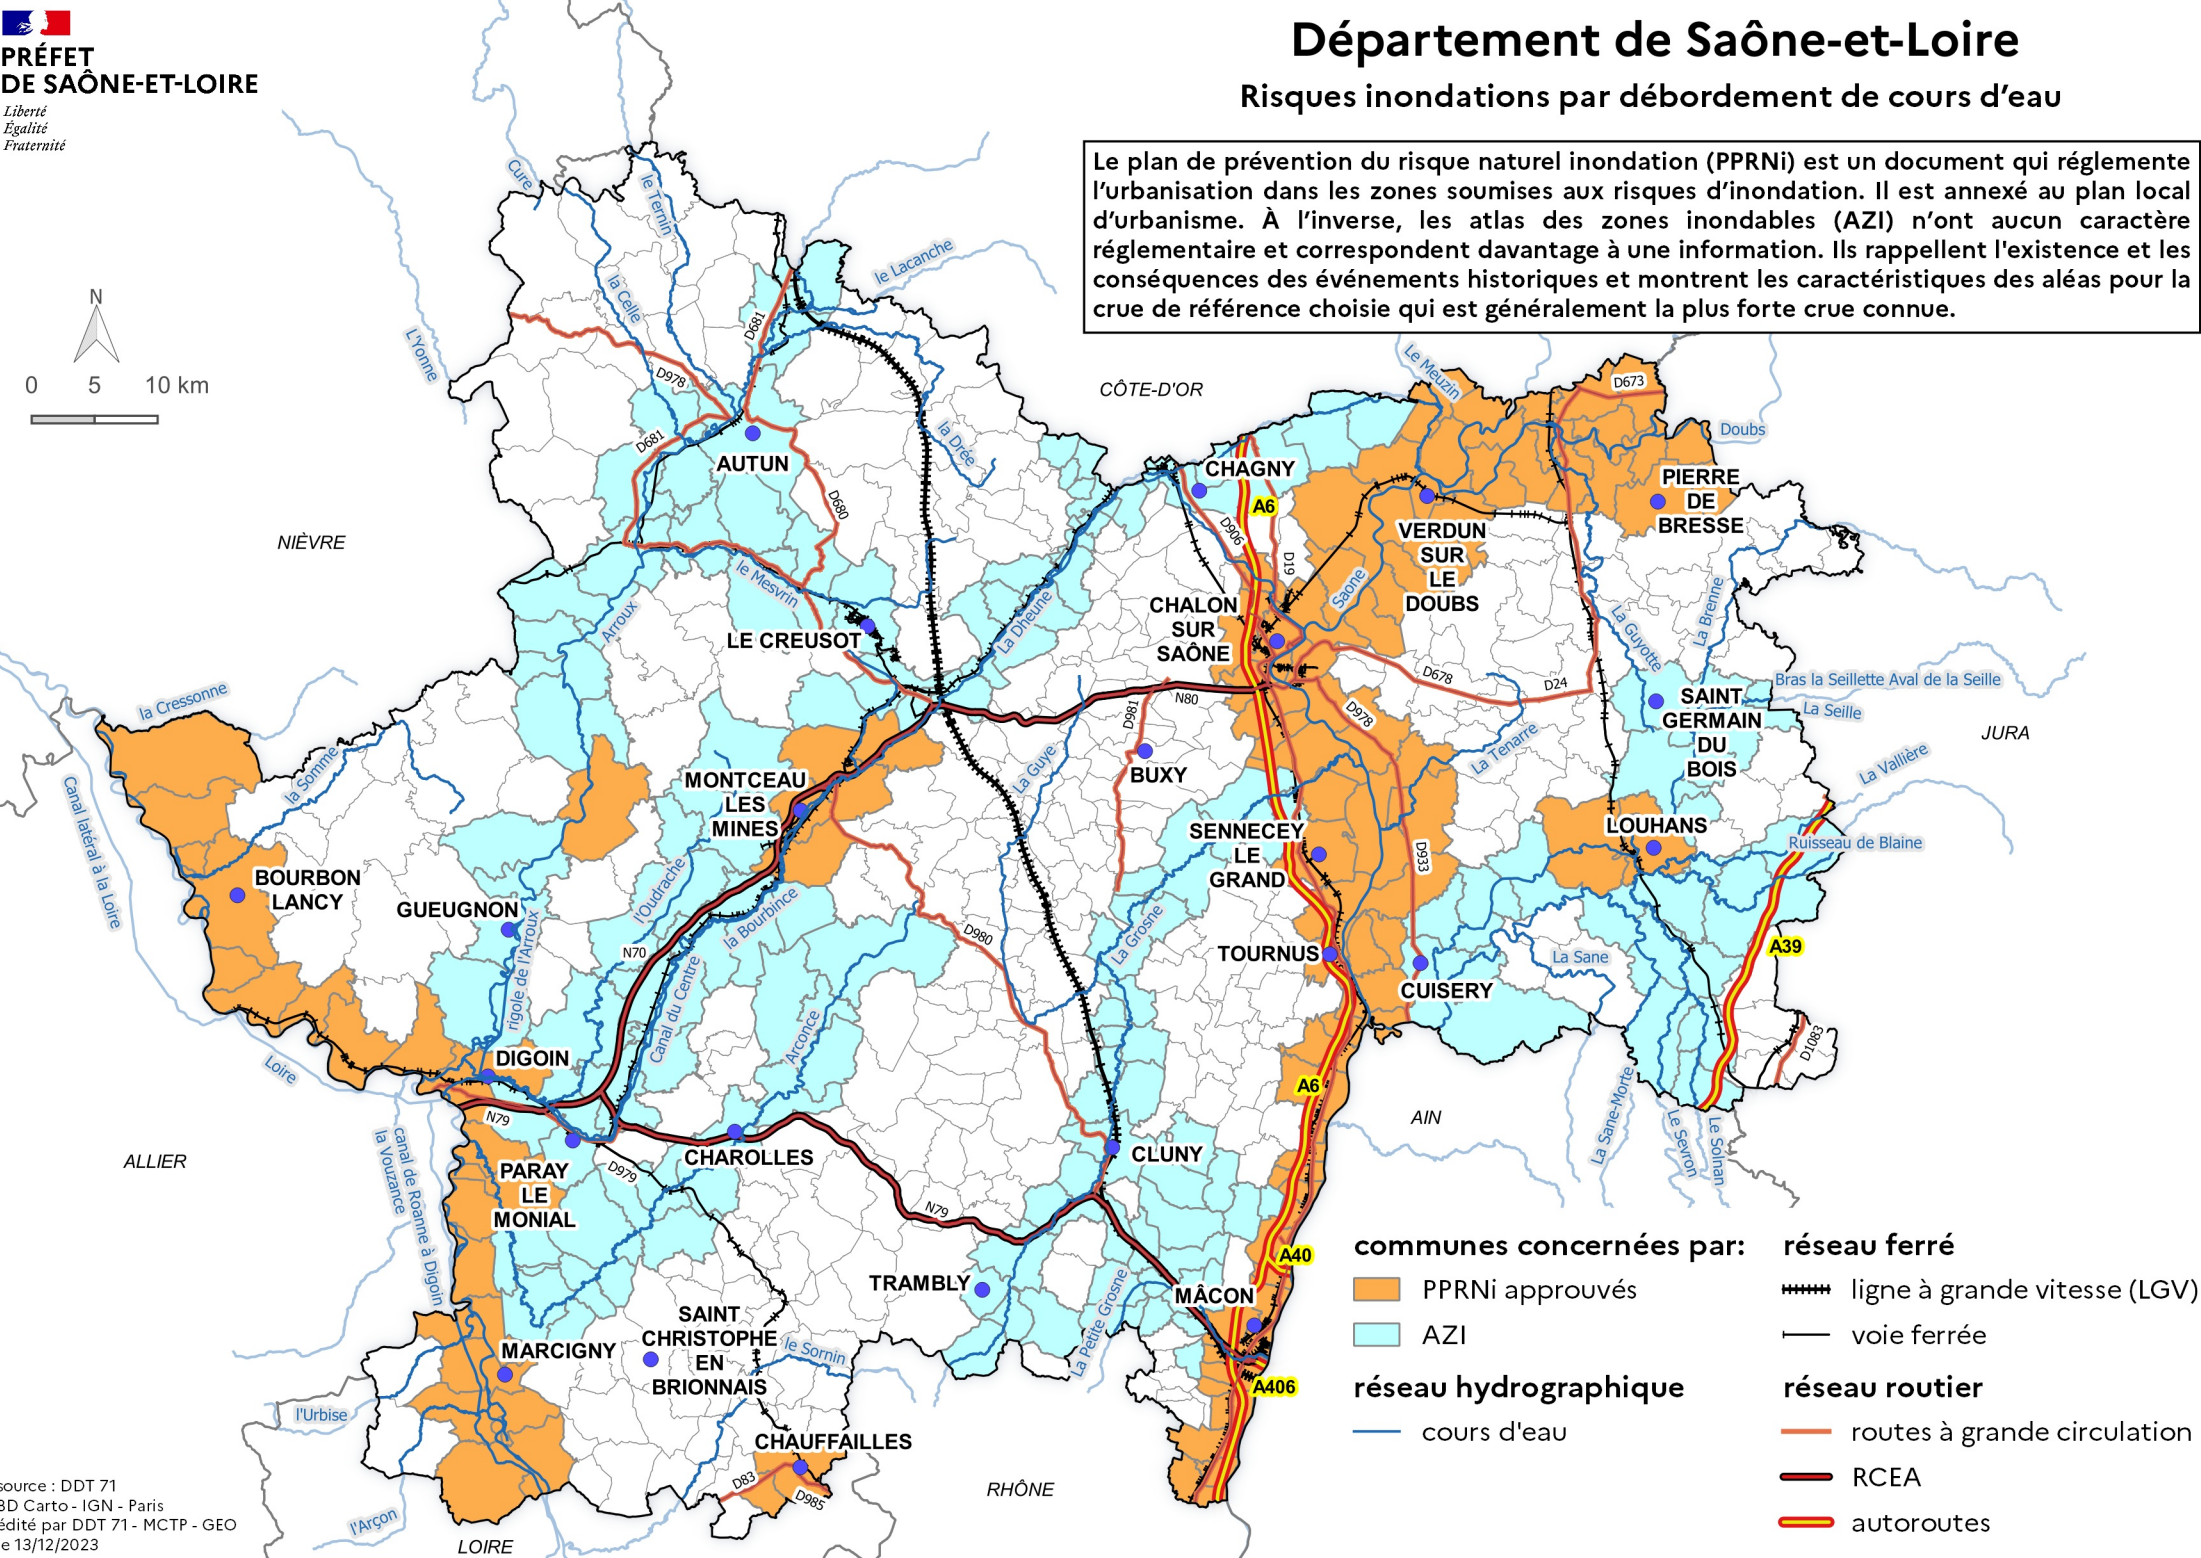 PRÉFET
DE SAÔNE-ET-LOIRE
Liberté
Égalité
Fraternité
Département de Saône-et-Loire
Risques inondations par débordement de cours d’eau
Le plan de prévention du risque naturel inondation (PPRNi) est un document qui réglemente
l’urbanisation dans les zones soumises aux risques d’inondation. Il est annexé au plan local
d’urbanisme. À l’inverse, les atlas des zones inondables (AZI) n’ont aucun caractère
réglementaire et correspondent davantage à une information. Ils rappellent l'existence et les
conséquences des événements historiques et montrent les caractéristiques des aléas pour la
crue de référence choisie qui est généralement la plus forte crue connue.
N
0 5 10 km
Cure
le Ternin
la Celle
le Lacanche
L'Yonne
D681
D978
D681
AUTUN
D680
la Drée
CÔTE-D'OR
NIÈVRE
Le Meuzin
D673
Doubs
CHAGNY
A6
D906
D19
PIERRE
DE
BRESSE
VERDUN
SUR
LE
DOUBS
Saone
le Mesvrin
Arroux
La Dheune
LE CREUSOT
CHALON
SUR
SAÔNE
La Guyotte
La Brenne
D678
D24
Bras la Seillette Aval de la Seille
La Seille
SAINT
GERMAIN
DU
BOIS
JURA
la Cressonne
N80
D981
D978
La Tenarre
La Vallière
la Somme
Canal latéral à la Loire
MONTCEAU
LES
MINES
La Guye
BUXY
SENNECEY
LE
GRAND
D933
LOUHANS
Ruisseau de Blaine
BOURBON
LANCY
GUEUGNON
l'Oudrache
la Bourbince
rigole de l'Arroux
N70
Canal du Centre
D980
La Grosne
TOURNUS
CUISERY
La Sane
A39
D1083
Loire
DIGOIN
Arconce
A6
AIN
La Sane-Morte
Le Sevron
Le Solnan
N79
ALLIER
canal de Roanne à Digoin
la Vouzance
PARAY
LE
MONIAL
D979
CHAROLLES
CLUNY
N79
A40
TRAMBLY
MÂCON
La Petite Grosne
SAINT
CHRISTOPHE
EN
BRIONNAIS
MARCIGNY
le Sornin
A406
l'Urbise
CHAUFFAILLES
D83
D985
l'Arçon
LOIRE
RHÔNE
communes concernées par:
PPRNi approuvés
AZI
réseau hydrographique
cours d'eau
réseau ferré
ligne à grande vitesse (LGV)
voie ferrée
réseau routier
routes à grande circulation
RCEA
autoroutes
source : DDT 71
BD Carto - IGN - Paris
édité par DDT 71 - MCTP - GEO
le 13/12/2023